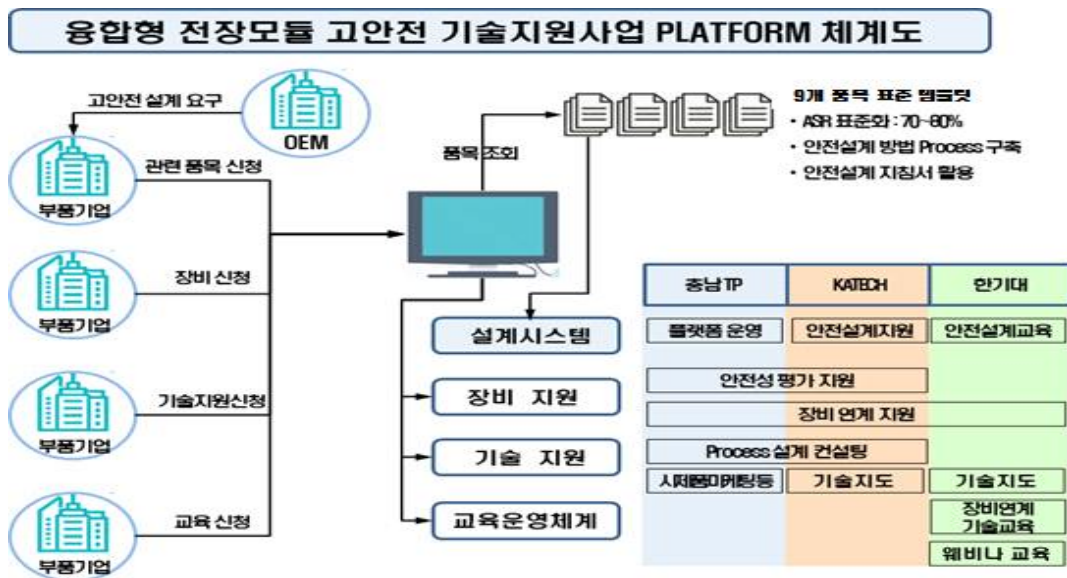 융합형 전장모듈 고안전 기술지원사업 PLATFORM 체계도
고안전 설계 요구
OEM
부품기업
관련 품목 신청
품목 조회
9개 품목 표준 템플릿
• ASR 표준화 : 70~80%
• 안전설계 방법 Process 구축
• 안전설계 지침서 활용
장비 신청
부품기업
기술지원신청
부품기업
교육 신청
부품기업
설계시스템
장비 지원
기술 지원
교육운영체계
충남TP
KATECH
한기대
플랫폼 운영
안전설계지원
안전설계교육
안전성 평가 지원
장비 연계 지원
Process 설계 컨설팅
시제품마케팅등
기술지도
기술지도
장비연계
기술교육
웨비나 교육